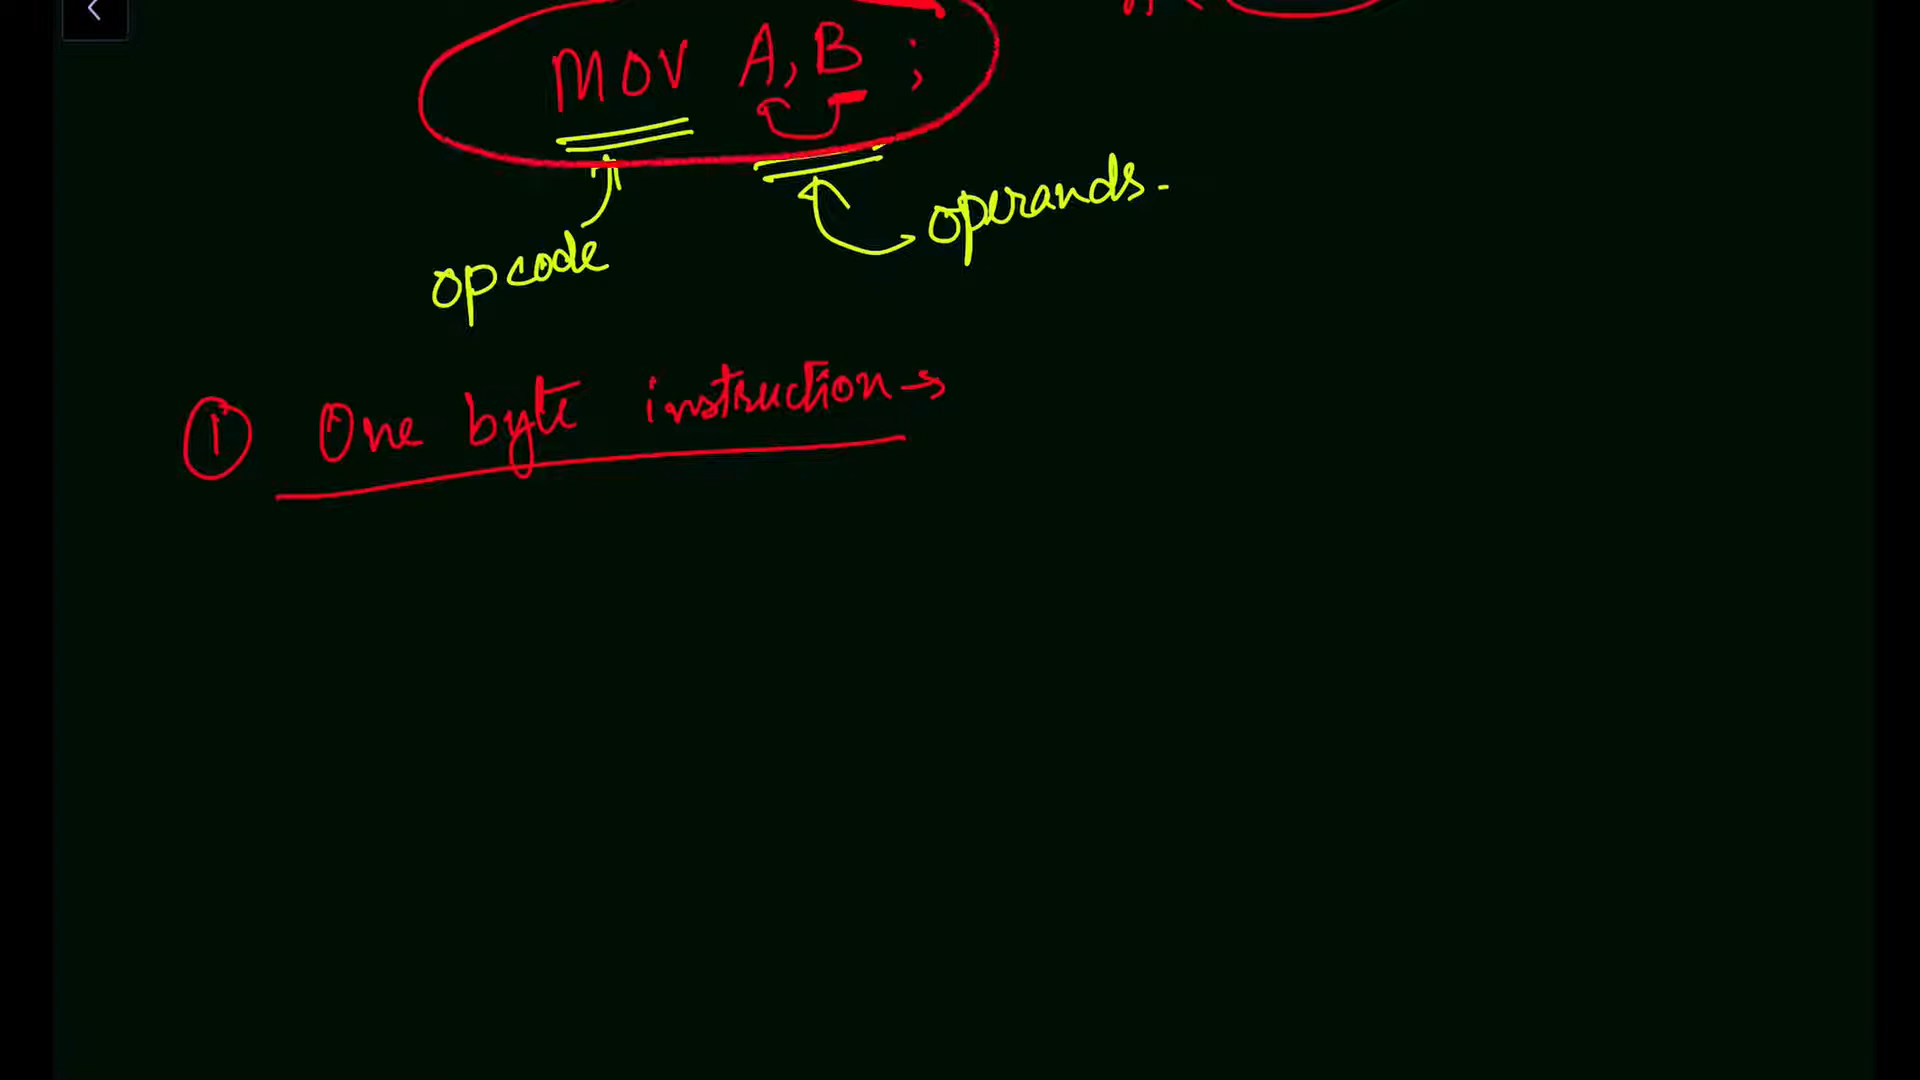 MOV A, B ;
operands.
opcode
① One byte instruction →